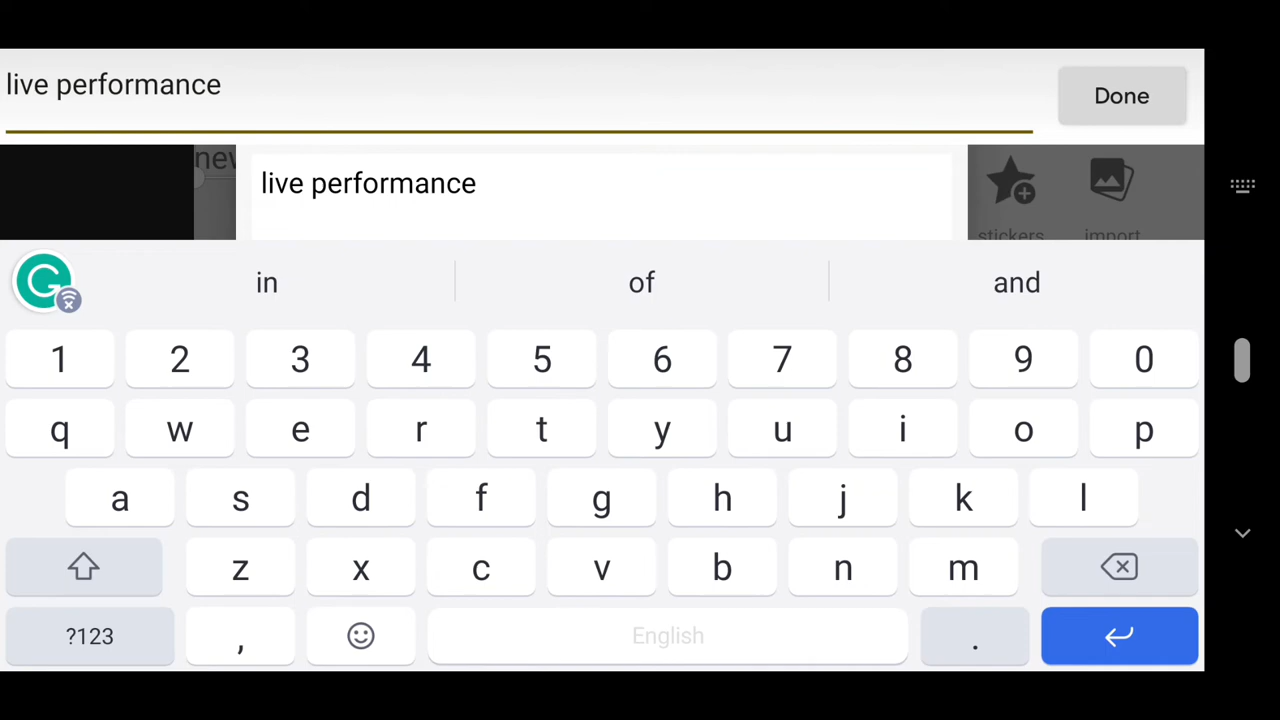 live performance
Done
new
live performance
stickers
import
in of and
1 2 3 4 5 6 7 8 9 0
q w e r t y u i o p
a s d f g h j k l
z x c v b n m
?123 , English .